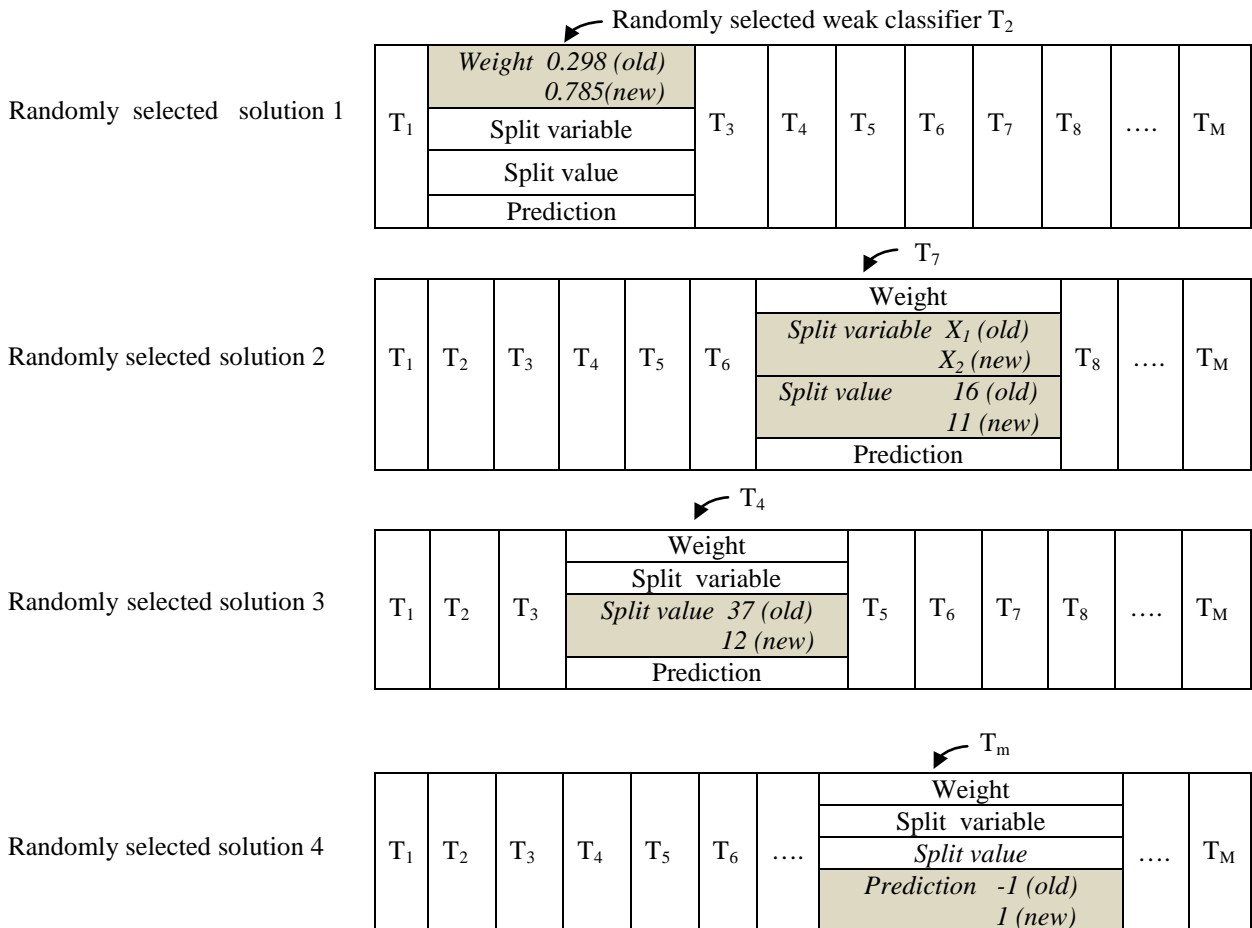 Randomly selected weak classifier T₂
Randomly selected solution 1
T₁
Weight 0.298 (old)
0.785(new)
Split variable
Split value
Prediction
T₃
T₄
T₅
T₆
T₇
T₈
….
T_M
T₇
Randomly selected solution 2
T₁
T₂
T₃
T₄
T₅
T₆
Weight
Split variable X₁ (old)
X₂ (new)
Split value 16 (old)
11 (new)
Prediction
T₈
….
T_M
T₄
Randomly selected solution 3
T₁
T₂
T₃
Weight
Split variable
Split value 37 (old)
12 (new)
Prediction
T₅
T₆
T₇
T₈
….
T_M
T_m
Randomly selected solution 4
T₁
T₂
T₃
T₄
T₅
T₆
….
Weight
Split variable
Split value
Prediction -1 (old)
1 (new)
….
T_M